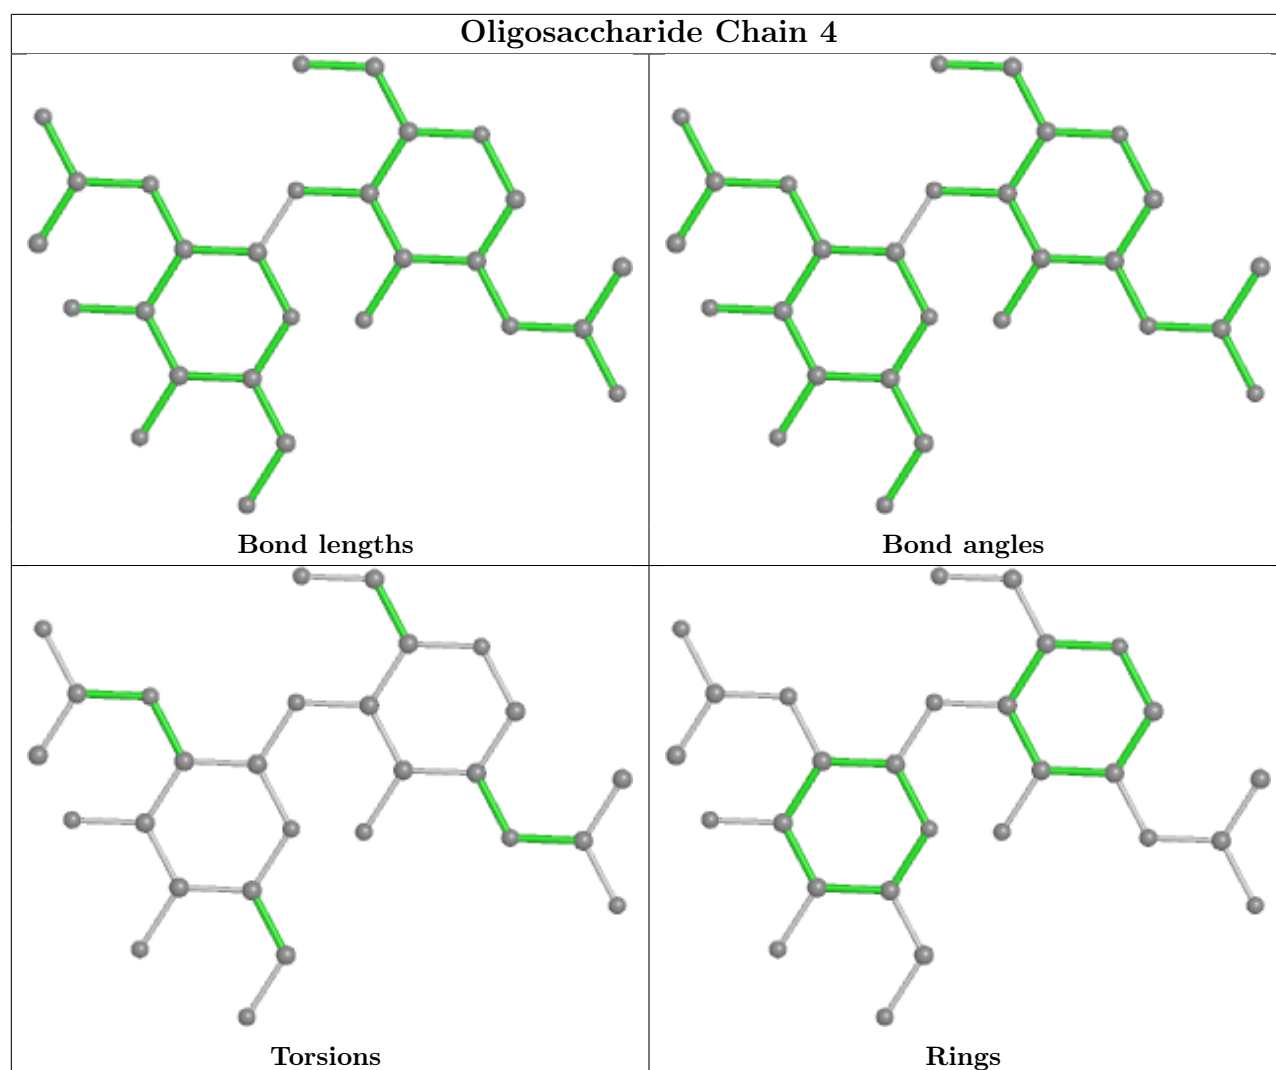 Oligosaccharide Chain 4
Bond lengths
Bond angles
Torsions
Rings